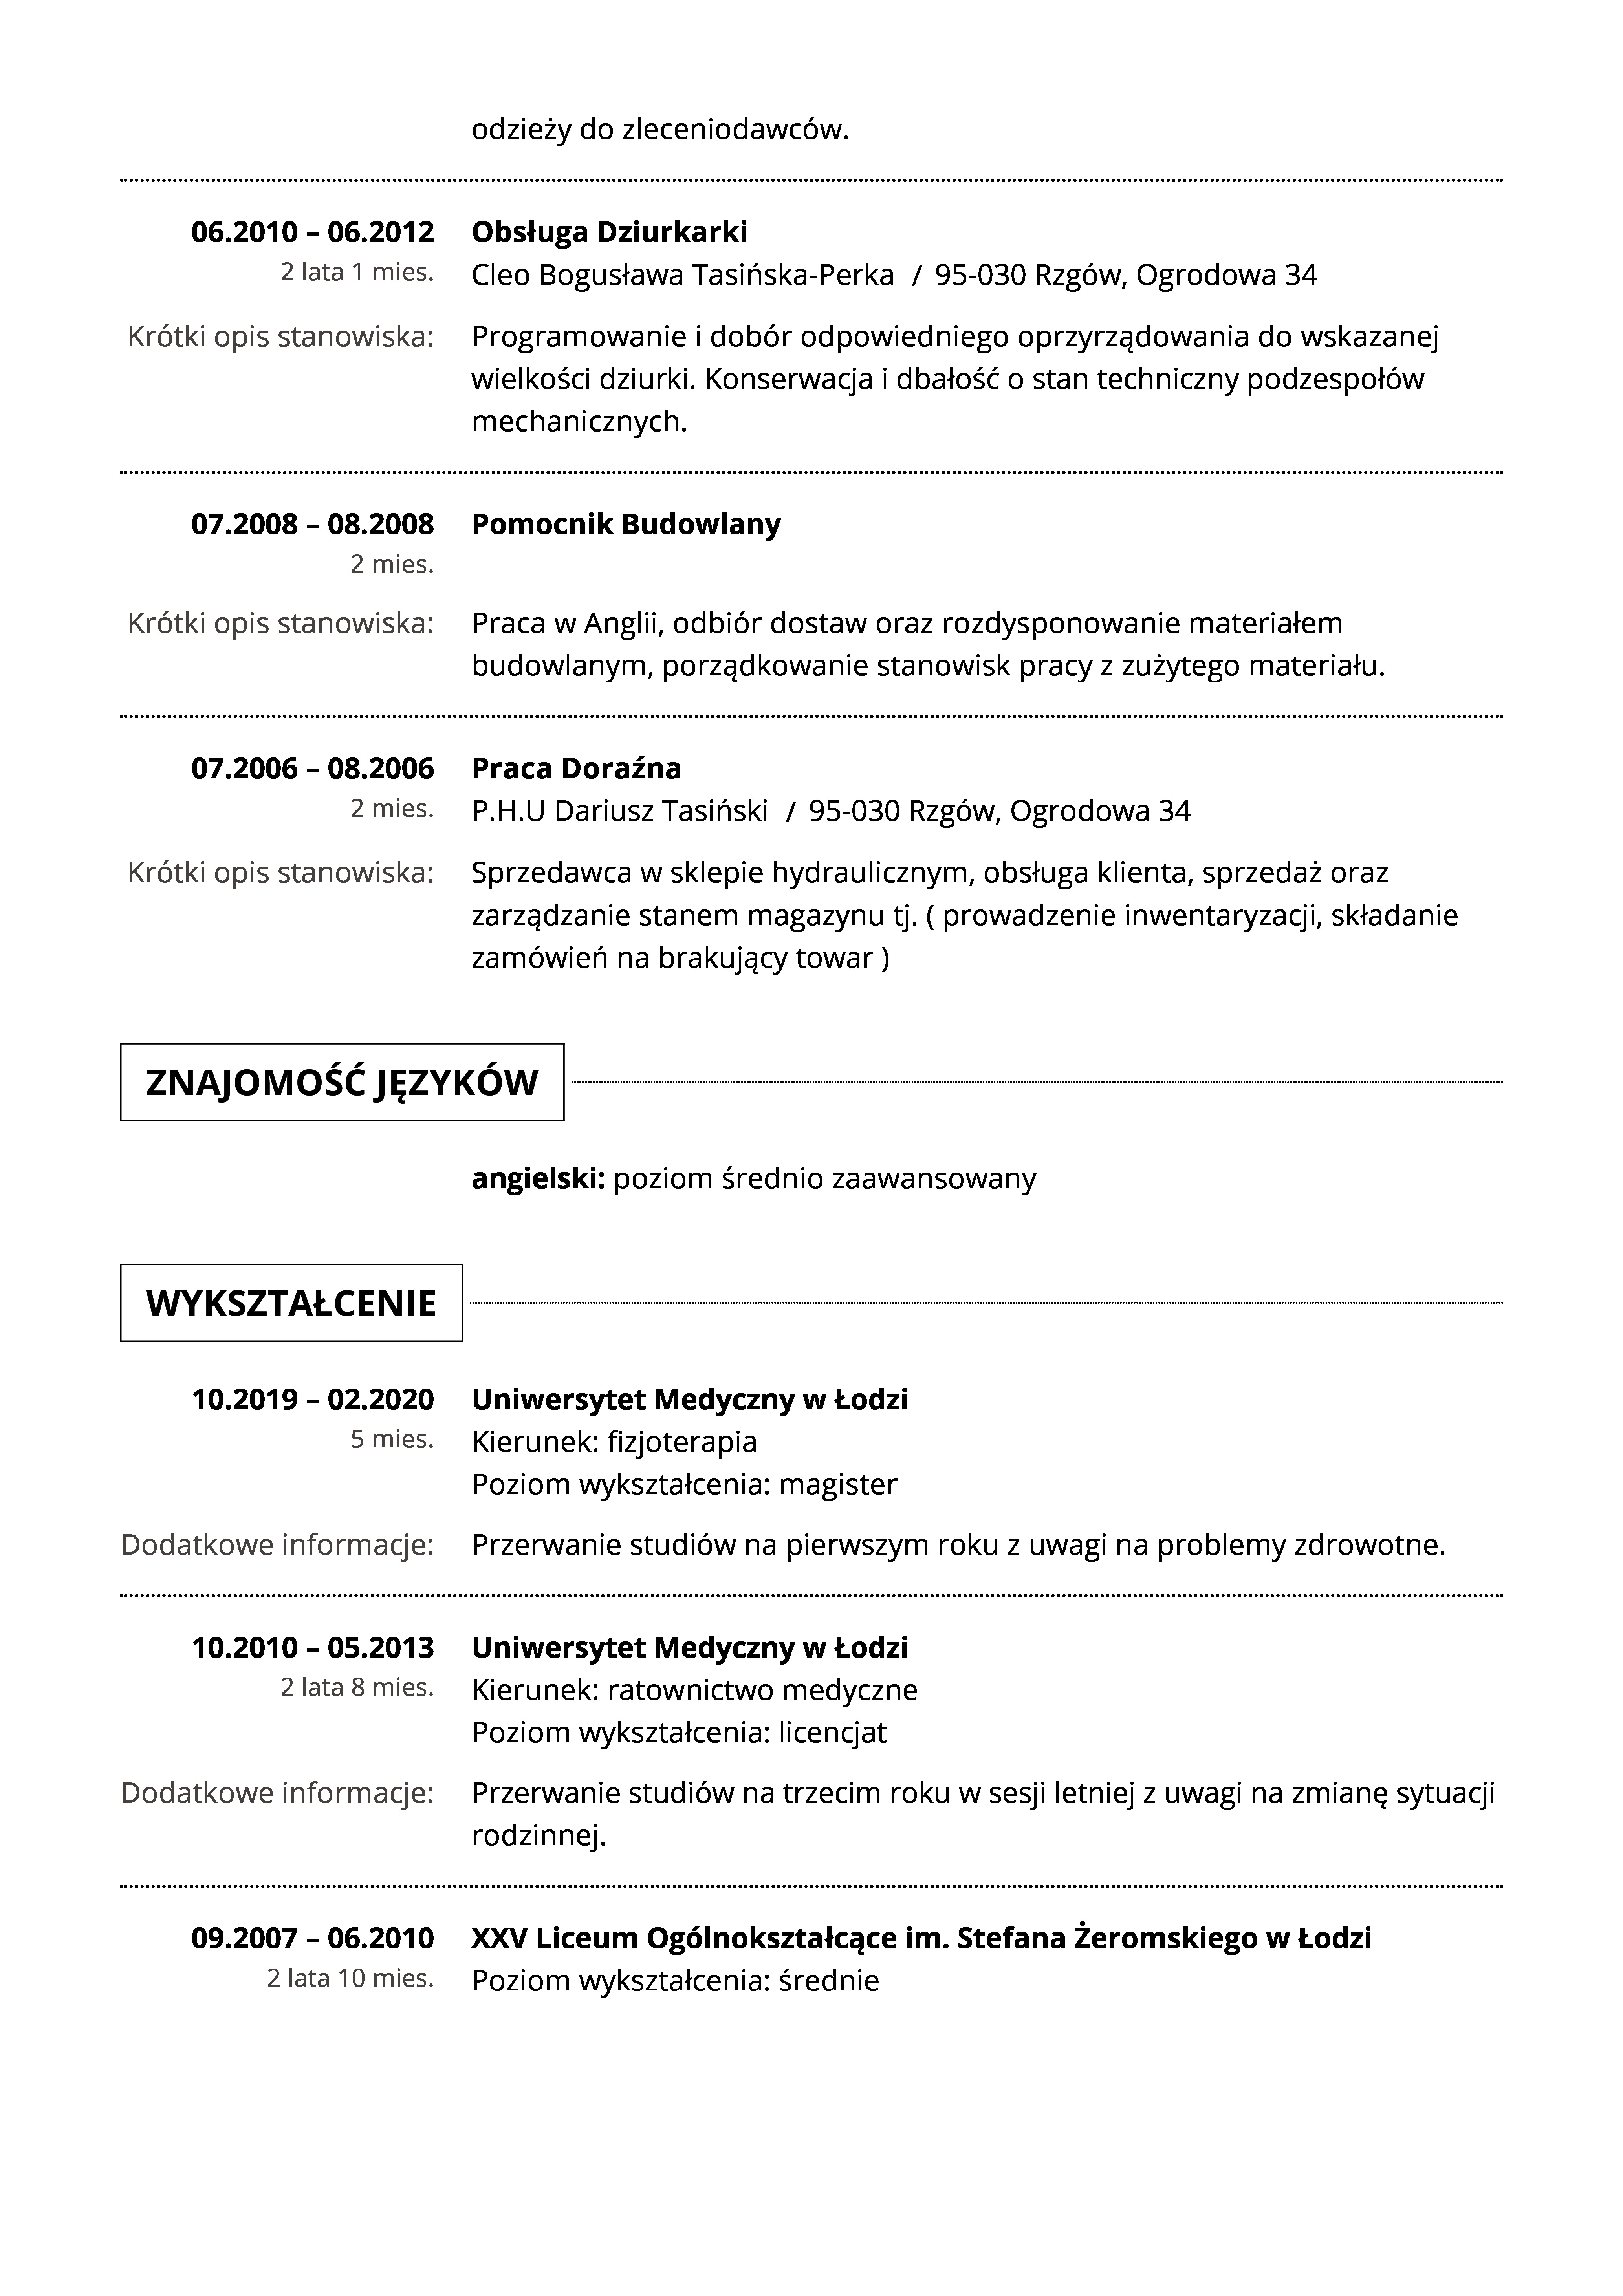 odzieży do zleceniodawców.
06.2010 – 06.2012 Obsługa Dziurkarki
2 lata 1 mies. Cleo Bogusława Tasińska-Perka / 95-030 Rzgów, Ogrodowa 34
Krótki opis stanowiska: Programowanie i dobór odpowiedniego oprzyrządowania do wskazanej
wielkości dziurki. Konserwacja i dbałość o stan techniczny podzespołów
mechanicznych.
07.2008 – 08.2008 Pomocnik Budowlany
2 mies.
Krótki opis stanowiska: Praca w Anglii, odbiór dostaw oraz rozdysponowanie materiałem
budowlanym, porządkowanie stanowisk pracy z zużytego materiału.
07.2006 – 08.2006 Praca Doraźna
2 mies. P.H.U Dariusz Tasiński / 95-030 Rzgów, Ogrodowa 34
Krótki opis stanowiska: Sprzedawca w sklepie hydraulicznym, obsługa klienta, sprzedaż oraz
zarządzanie stanem magazynu tj. ( prowadzenie inwentaryzacji, składanie
zamówień na brakujący towar )
ZNAJOMOŚĆ JĘZYKÓW
angielski: poziom średnio zaawansowany
WYKSZTAŁCENIE
10.2019 – 02.2020 Uniwersytet Medyczny w Łodzi
5 mies. Kierunek: fizjoterapia
Poziom wykształcenia: magister
Dodatkowe informacje: Przerwanie studiów na pierwszym roku z uwagi na problemy zdrowotne.
10.2010 – 05.2013 Uniwersytet Medyczny w Łodzi
2 lata 8 mies. Kierunek: ratownictwo medyczne
Poziom wykształcenia: licencjat
Dodatkowe informacje: Przerwanie studiów na trzecim roku w sesji letniej z uwagi na zmianę sytuacji
rodzinnej.
09.2007 – 06.2010 XXV Liceum Ogólnokształcące im. Stefana Żeromskiego w Łodzi
2 lata 10 mies. Poziom wykształcenia: średnie